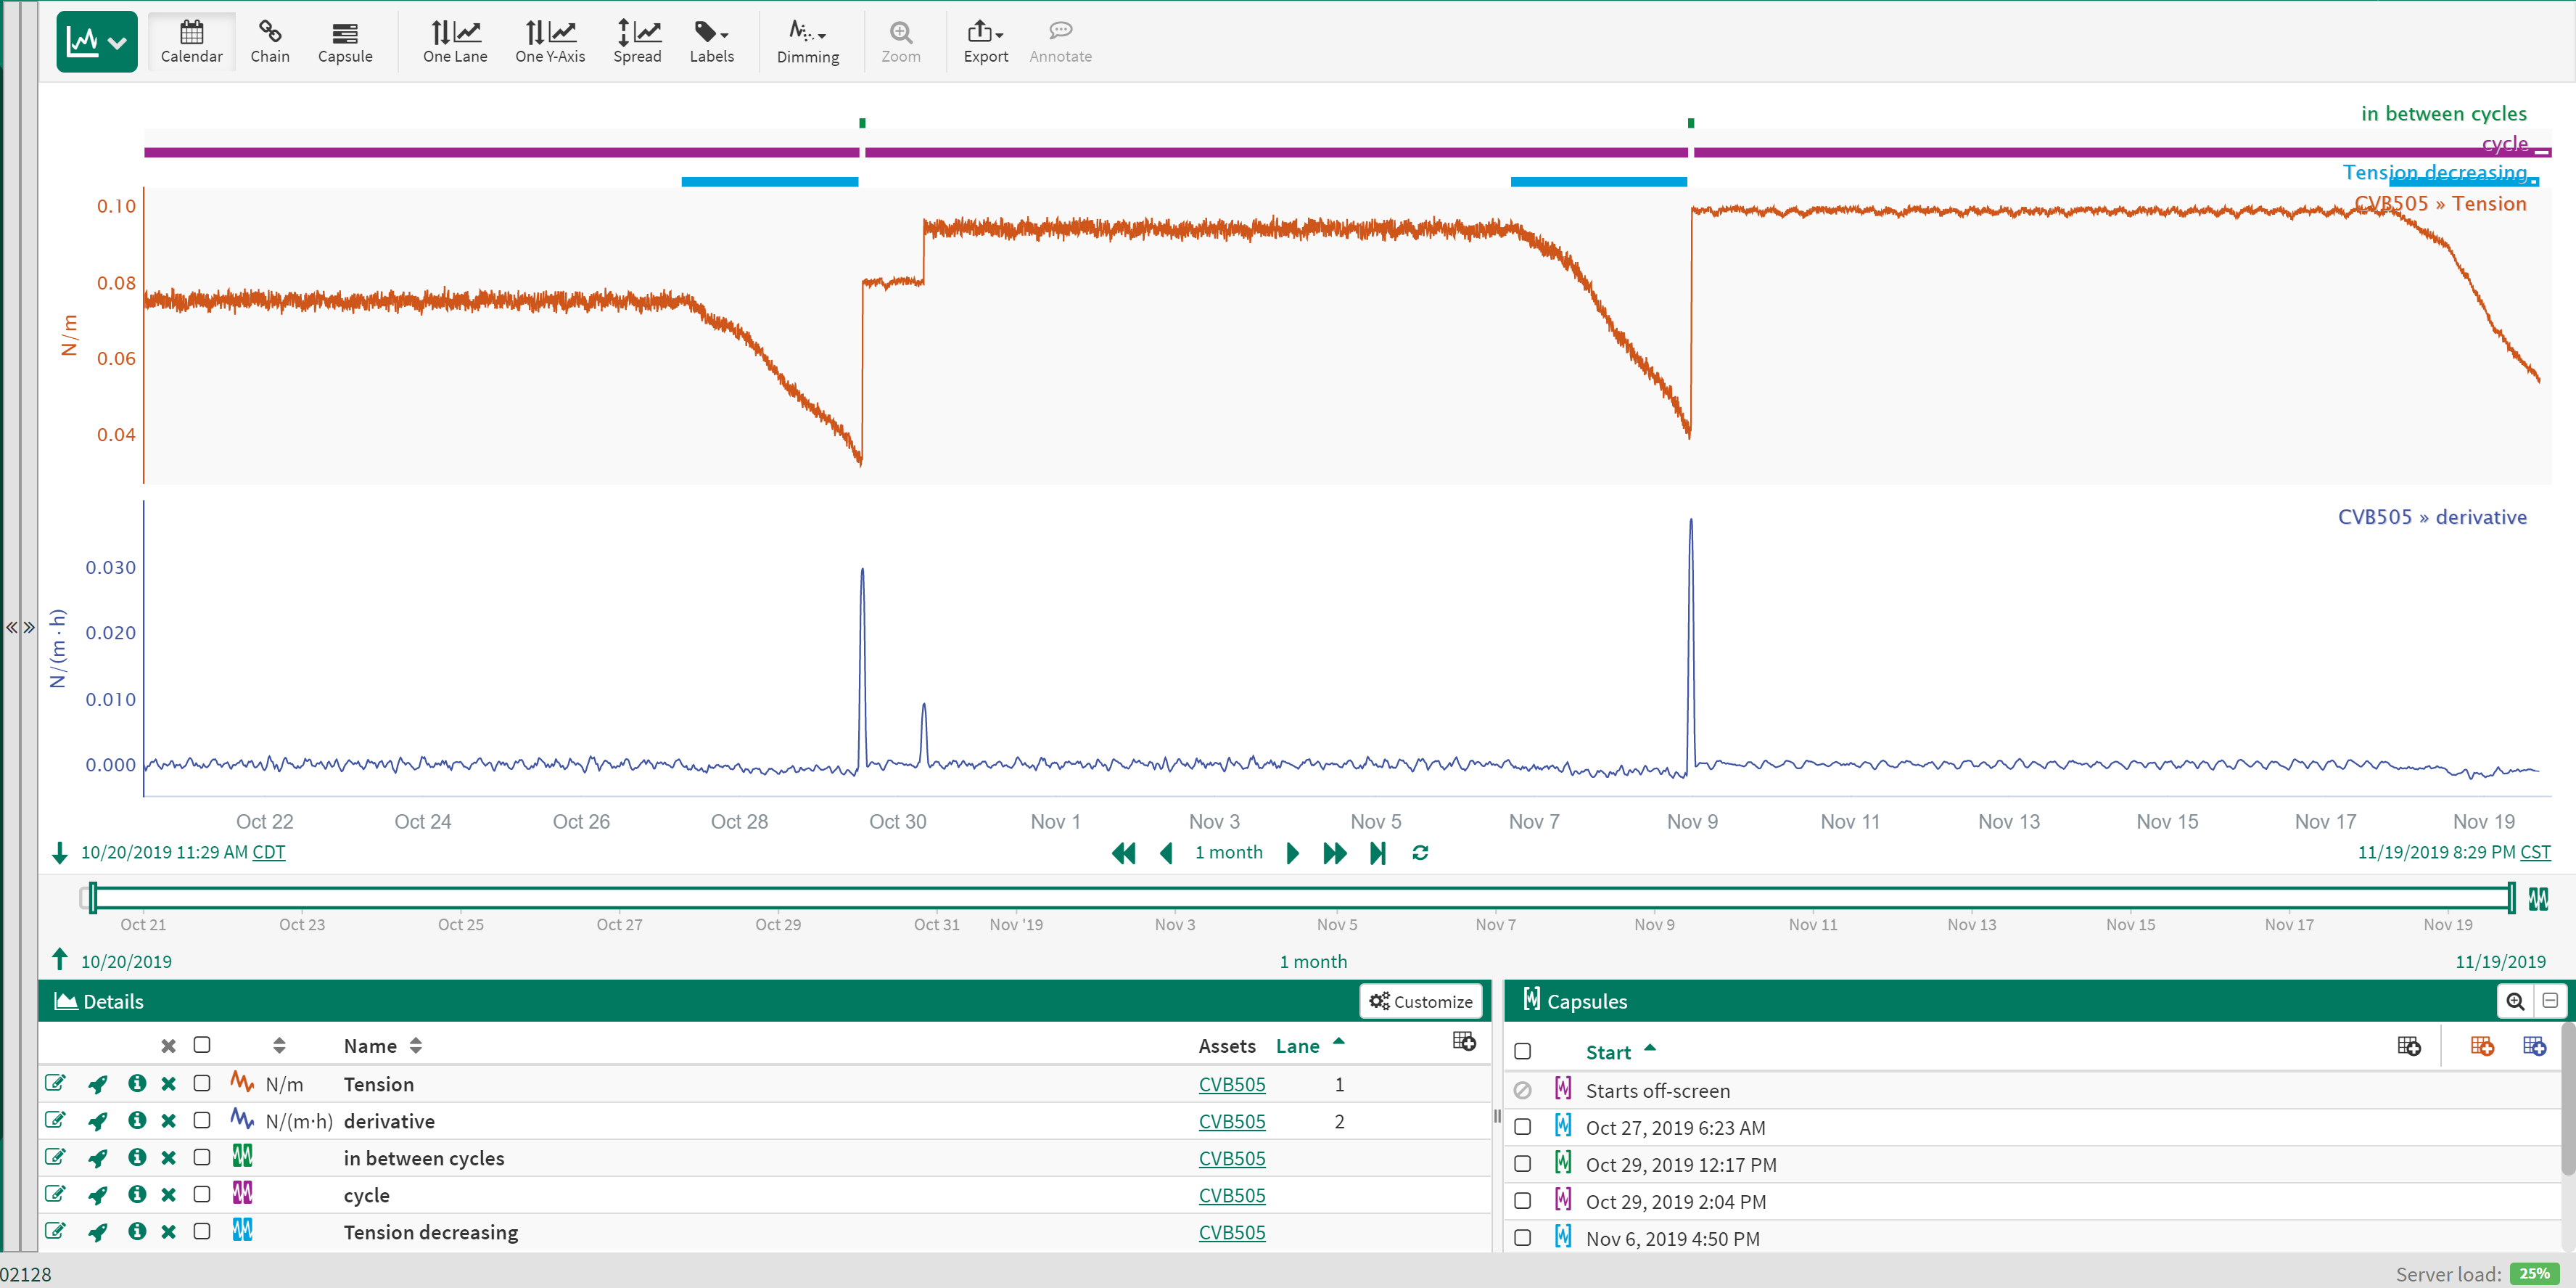 Calendar Chain Capsule One Lane One Y-Axis Spread Labels Dimming Zoom Export Annotate
in between cycles
cycle
Tension decreasing
CVB505 » Tension
0.10
0.08
0.06
0.04
N/m
CVB505 » derivative
0.030
0.020
0.010
0.000
N/(m·h)
Oct 22 Oct 24 Oct 26 Oct 28 Oct 30 Nov 1 Nov 3 Nov 5 Nov 7 Nov 9 Nov 11 Nov 13 Nov 15 Nov 17 Nov 19
10/20/2019 11:29 AM CDT 1 month 11/19/2019 8:29 PM CST
Oct 21 Oct 23 Oct 25 Oct 27 Oct 29 Oct 31 Nov '19 Nov 3 Nov 5 Nov 7 Nov 9 Nov 11 Nov 13 Nov 15 Nov 17 Nov 19
10/20/2019 1 month 11/19/2019
Details Customize
Name Assets Lane
N/m Tension CVB505 1
N/(m·h) derivative CVB505 2
in between cycles CVB505
cycle CVB505
Tension decreasing CVB505
Capsules
Start
Starts off-screen
Oct 27, 2019 6:23 AM
Oct 29, 2019 12:17 PM
Oct 29, 2019 2:04 PM
Nov 6, 2019 4:50 PM
02128 Server load: 25%